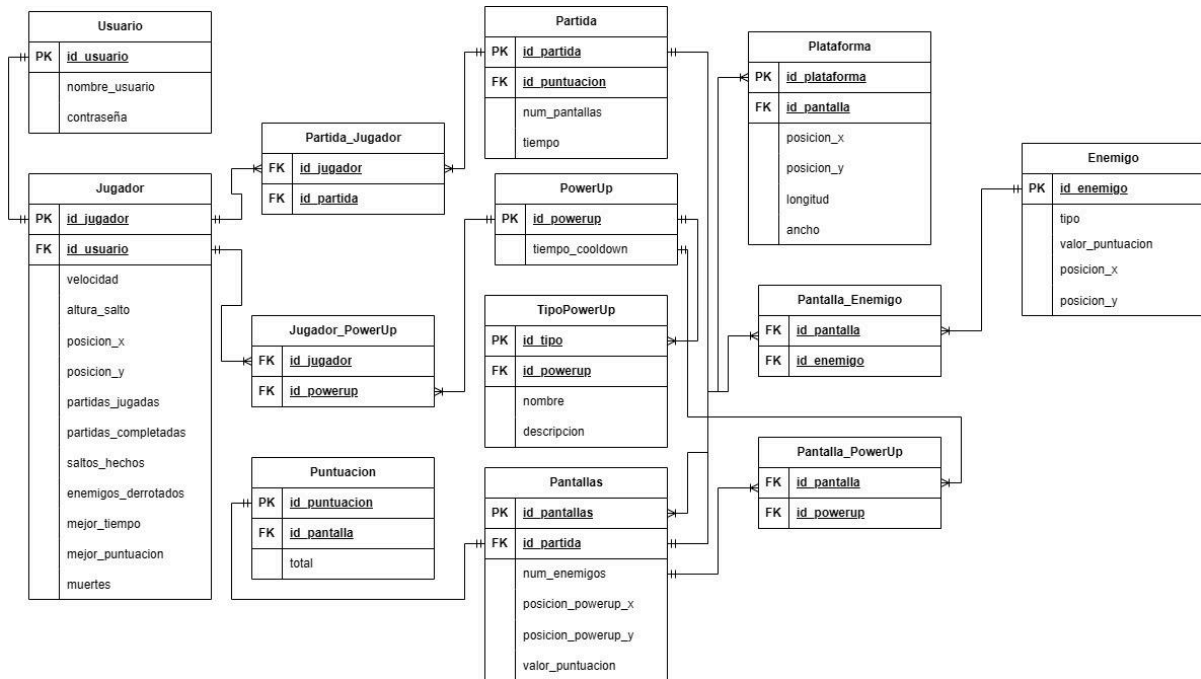 Usuario
PK id_usuario
nombre_usuario
contraseña
Jugador
PK id_jugador
FK id_usuario
velocidad
altura_salto
posicion_x
posicion_y
partidas_jugadas
partidas_completadas
saltos_hechos
enemigos_derrotados
mejor_tiempo
mejor_puntuacion
muertes
Partida_Jugador
FK id_jugador
FK id_partida
Jugador_PowerUp
FK id_jugador
FK id_powerup
Puntuacion
PK id_puntuacion
FK id_pantalla
total
Partida
PK id_partida
FK id_puntuacion
num_pantallas
tiempo
PowerUp
PK id_powerup
tiempo_cooldown
TipoPowerUp
PK id_tipo
FK id_powerup
nombre
descripcion
Pantallas
PK id_pantallas
FK id_partida
num_enemigos
posicion_powerup_x
posicion_powerup_y
valor_puntuacion
Plataforma
PK id_plataforma
FK id_pantalla
posicion_x
posicion_y
longitud
ancho
Pantalla_Enemigo
FK id_pantalla
FK id_enemigo
Pantalla_PowerUp
FK id_pantalla
FK id_powerup
Enemigo
PK id_enemigo
tipo
valor_puntuacion
posicion_x
posicion_y